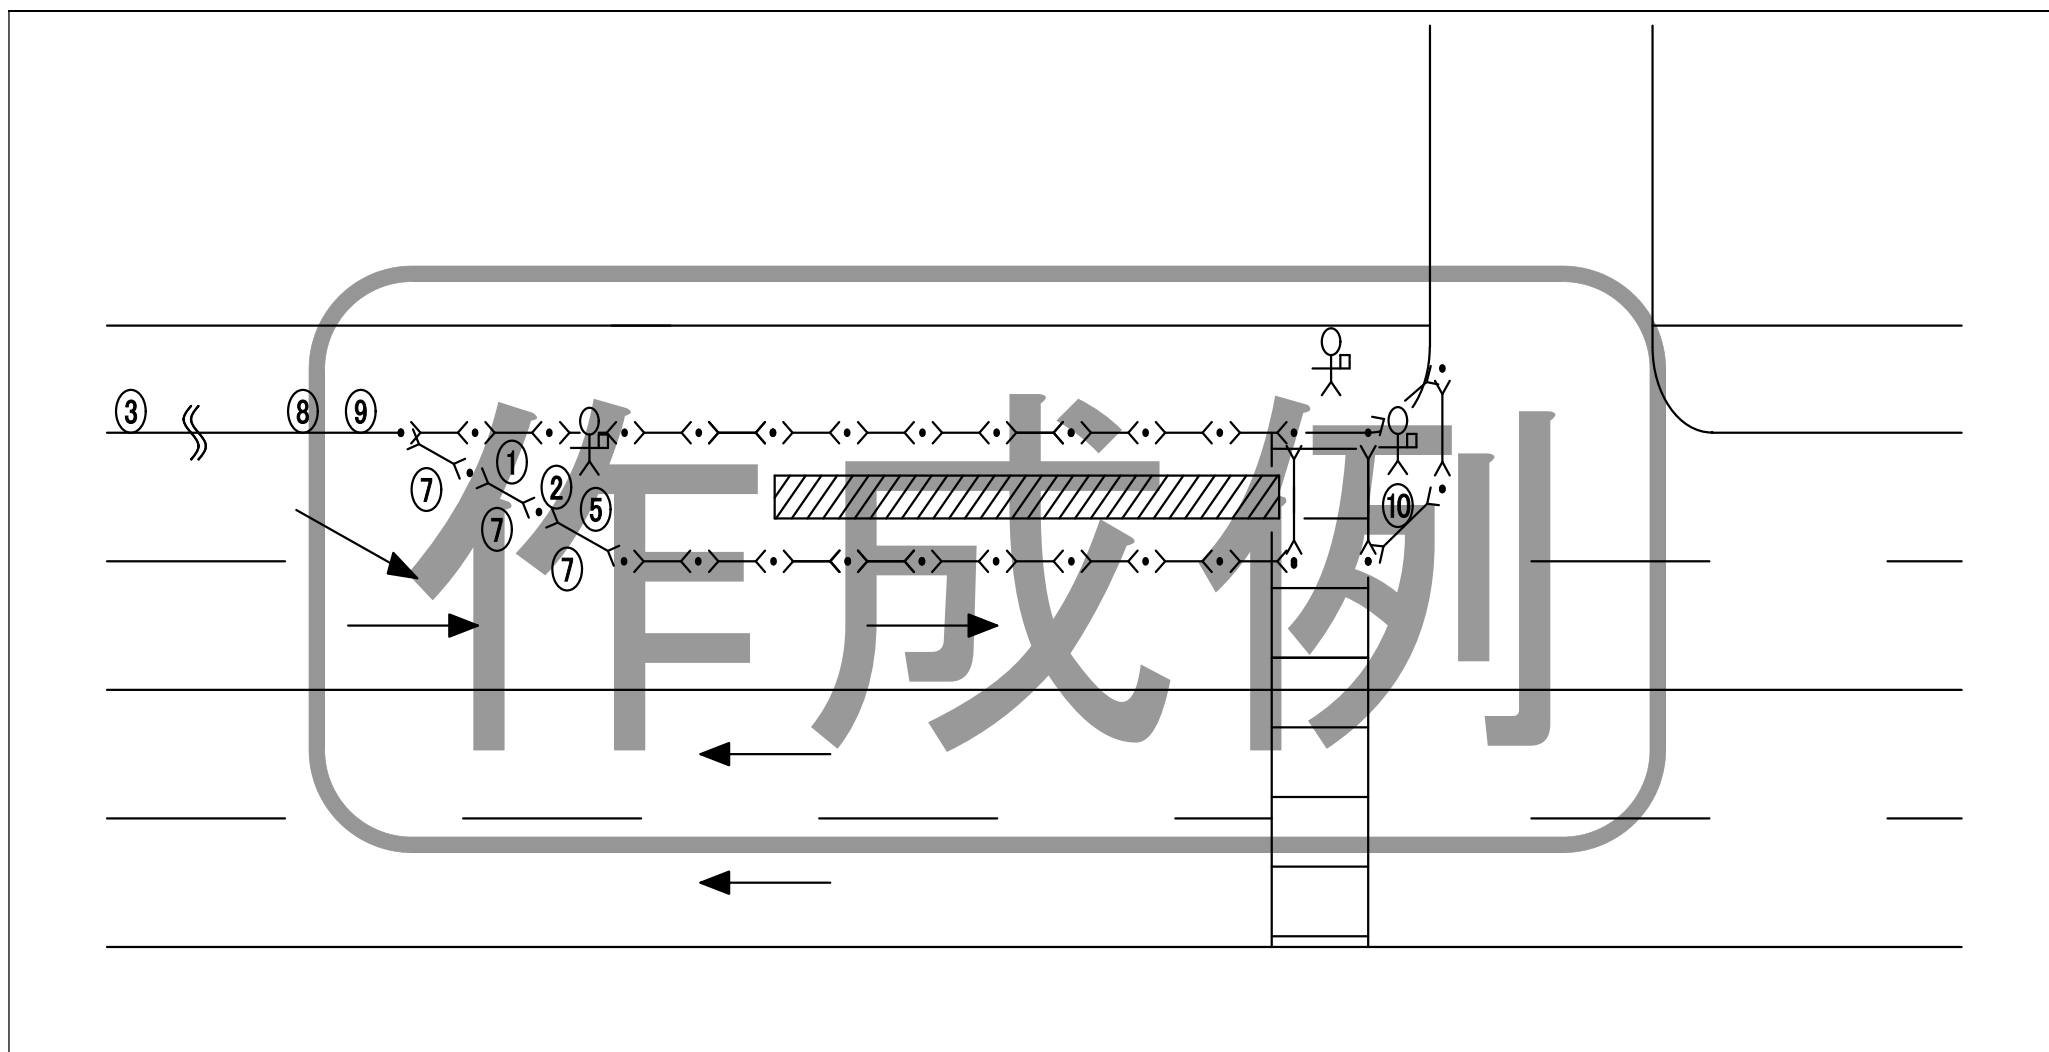 ③ ⑧ ⑨
① ② ⑤
⑦ ⑦ ⑦
⑩
作成例